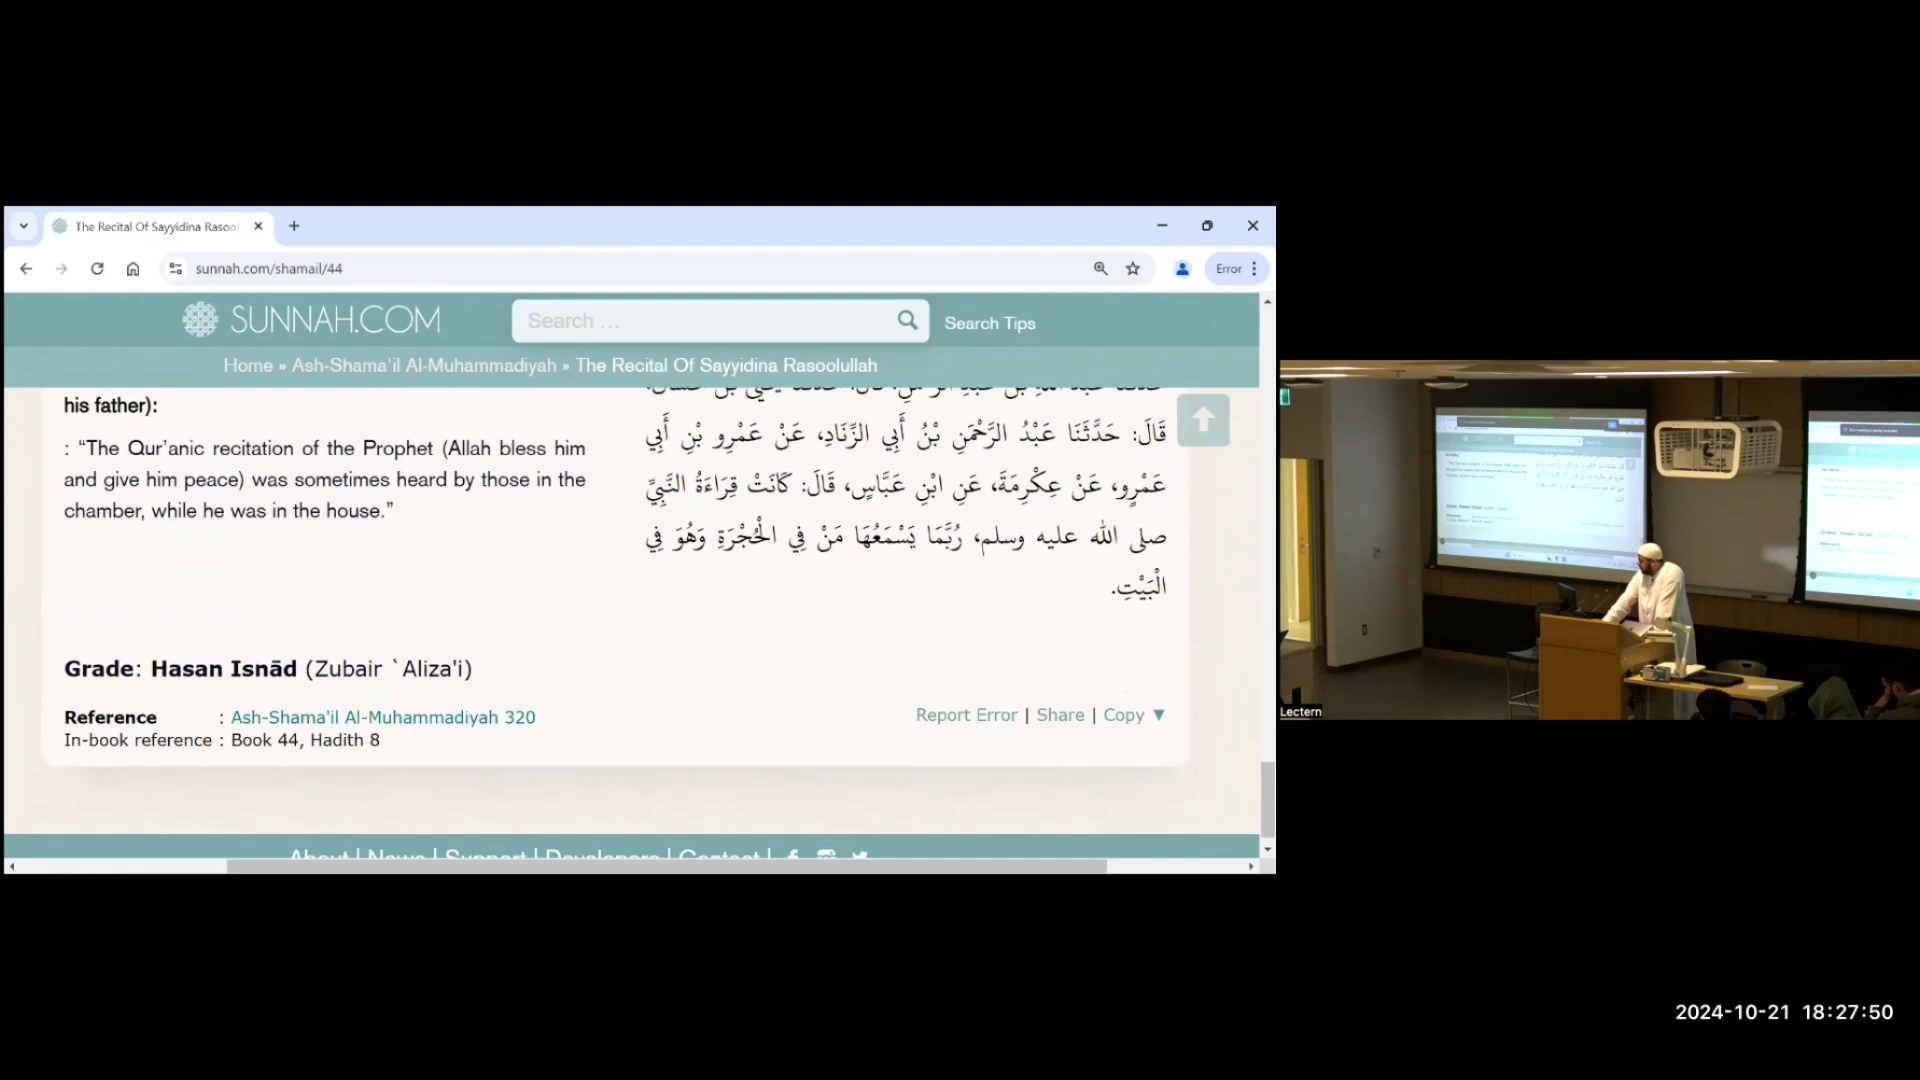 The Recital Of Sayyidina Rasool
sunnah.com/shamail/44
Error
SUNNAH.COM
Search ...
Search Tips
Home » Ash-Shama'il Al-Muhammadiyah » The Recital Of Sayyidina Rasoolullah
his father):
: “The Qur’anic recitation of the Prophet (Allah bless him
and give him peace) was sometimes heard by those in the
chamber, while he was in the house.”
قَالَ: حَدَّثَنَا عَبْدُ الرَّحْمَنِ بْنُ أَبِي الزِّنَادِ، عَنْ عَمْرِو بْنِ أَبِي
عَمْرٍو، عَنْ عِكْرِمَةَ، عَنِ ابْنِ عَبَّاسٍ، قَالَ: كَانَتْ قِرَاءَةُ النَّبِيِّ
صلى الله عليه وسلم، رُبَّمَا يَسْمَعُهَا مَنْ فِي الْحُجْرَةِ وَهُوَ فِي
الْبَيْتِ.
Grade: Hasan Isnād (Zubair `Aliza'i)
Reference : Ash-Shama'il Al-Muhammadiyah 320
In-book reference : Book 44, Hadith 8
Report Error | Share | Copy ▼
About | News | Support | Developers | Contact |
Lectern
2024-10-21 18:27:50